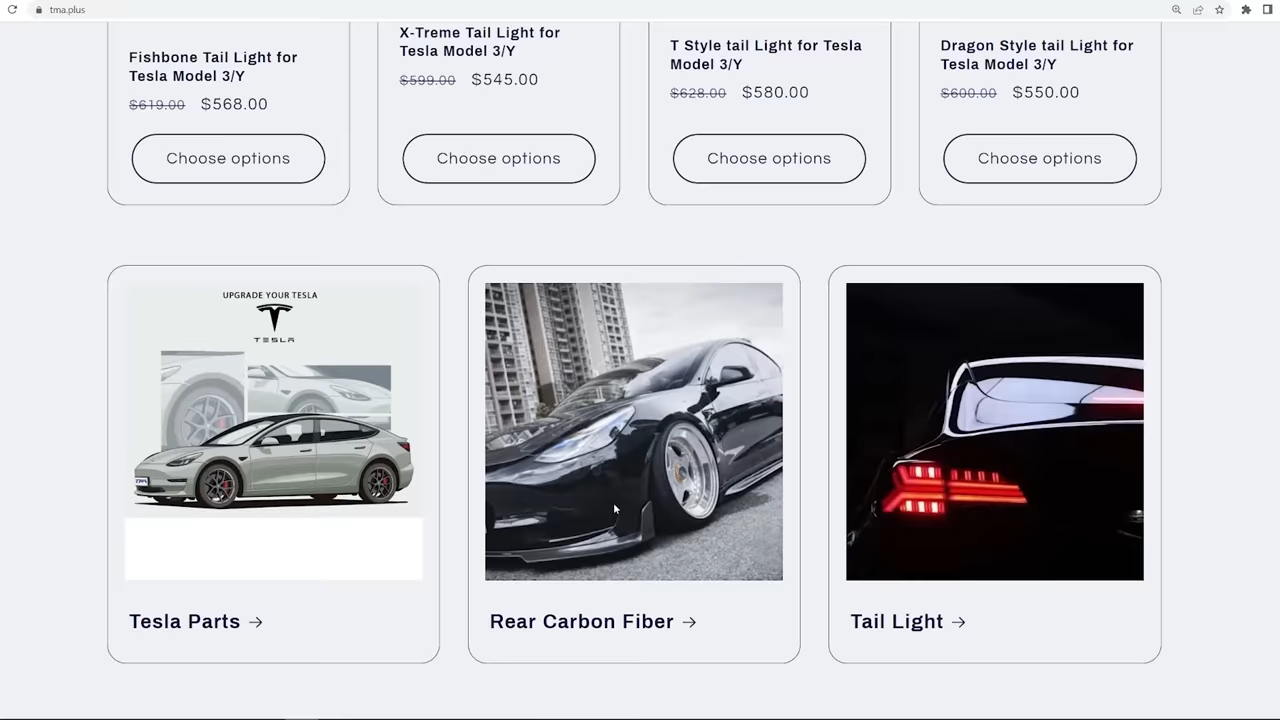 tma.plus
Fishbone Tail Light for
Tesla Model 3/Y
$619.00 $568.00
Choose options
X-Treme Tail Light for
Tesla Model 3/Y
$599.00 $545.00
Choose options
T Style tail Light for Tesla
Model 3/Y
$628.00 $580.00
Choose options
Dragon Style tail Light for
Tesla Model 3/Y
$600.00 $550.00
Choose options
UPGRADE YOUR TESLA
TESLA
Tesla Parts →
Rear Carbon Fiber →
Tail Light →